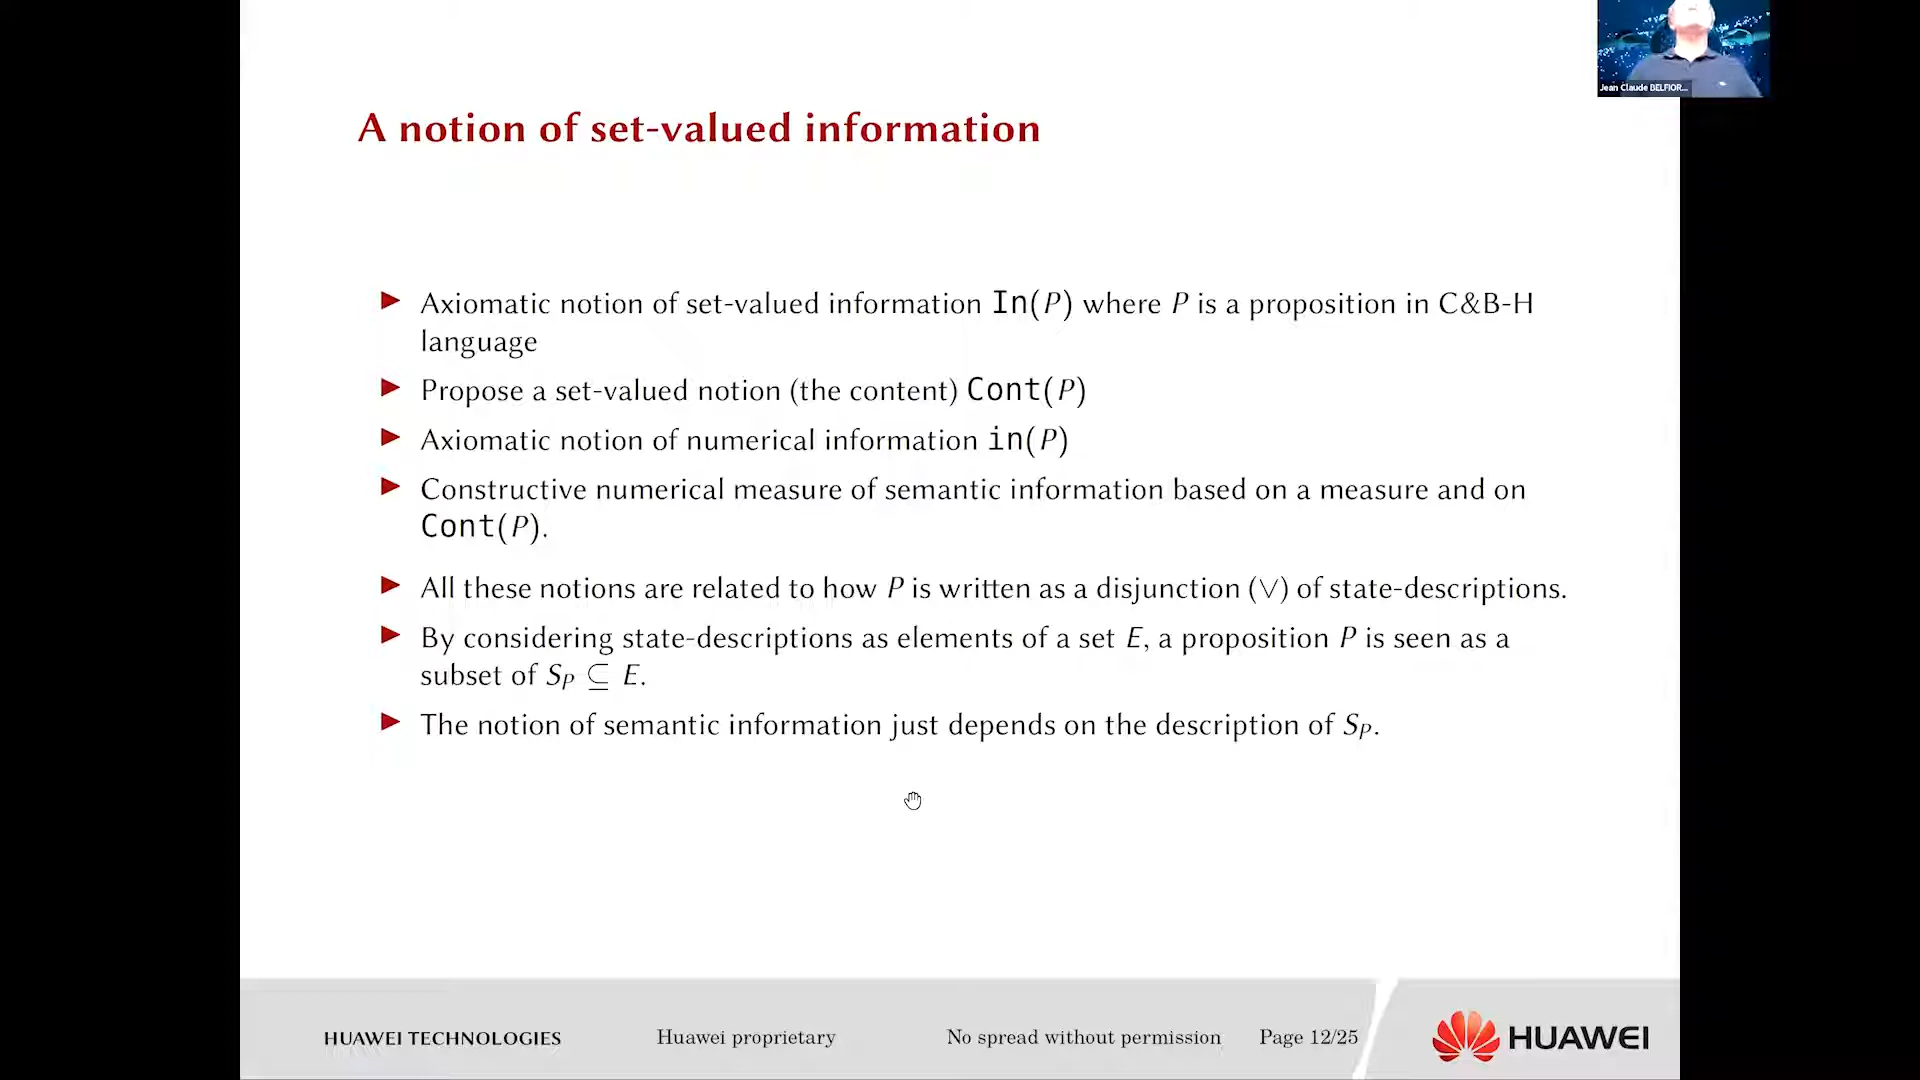 Jean Claude BELFIOR...
A notion of set-valued information
▶ Axiomatic notion of set-valued information In(P) where P is a proposition in C&B-H
language
▶ Propose a set-valued notion (the content) Cont(P)
▶ Axiomatic notion of numerical information in(P)
▶ Constructive numerical measure of semantic information based on a measure and on
Cont(P).
▶ All these notions are related to how P is written as a disjunction (∨) of state-descriptions.
▶ By considering state-descriptions as elements of a set E, a proposition P is seen as a
subset of S_P ⊆ E.
▶ The notion of semantic information just depends on the description of S_P.
HUAWEI TECHNOLOGIES Huawei proprietary No spread without permission Page 12/25 HUAWEI